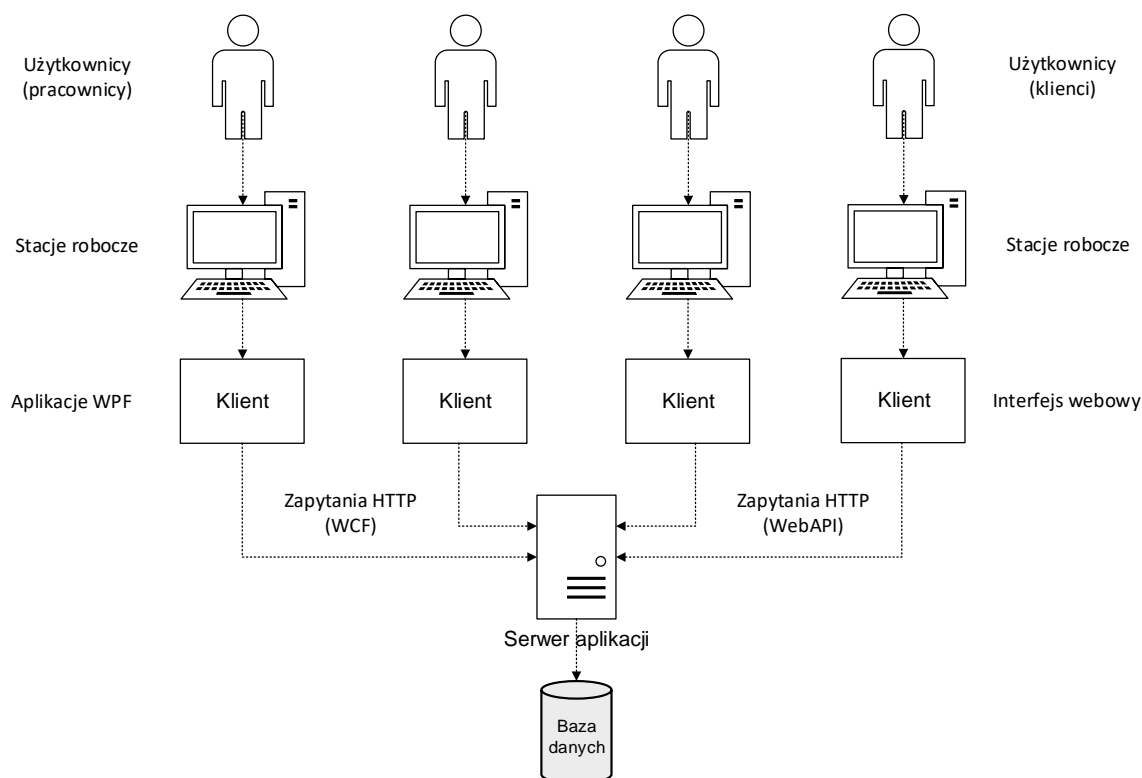 Użytkownicy
(pracownicy)
Użytkownicy
(klienci)
Stacje robocze
Stacje robocze
Aplikacje WPF
Klient
Klient
Klient
Klient
Interfejs webowy
Zapytania HTTP
(WCF)
Zapytania HTTP
(WebAPI)
Serwer aplikacji
Baza
danych